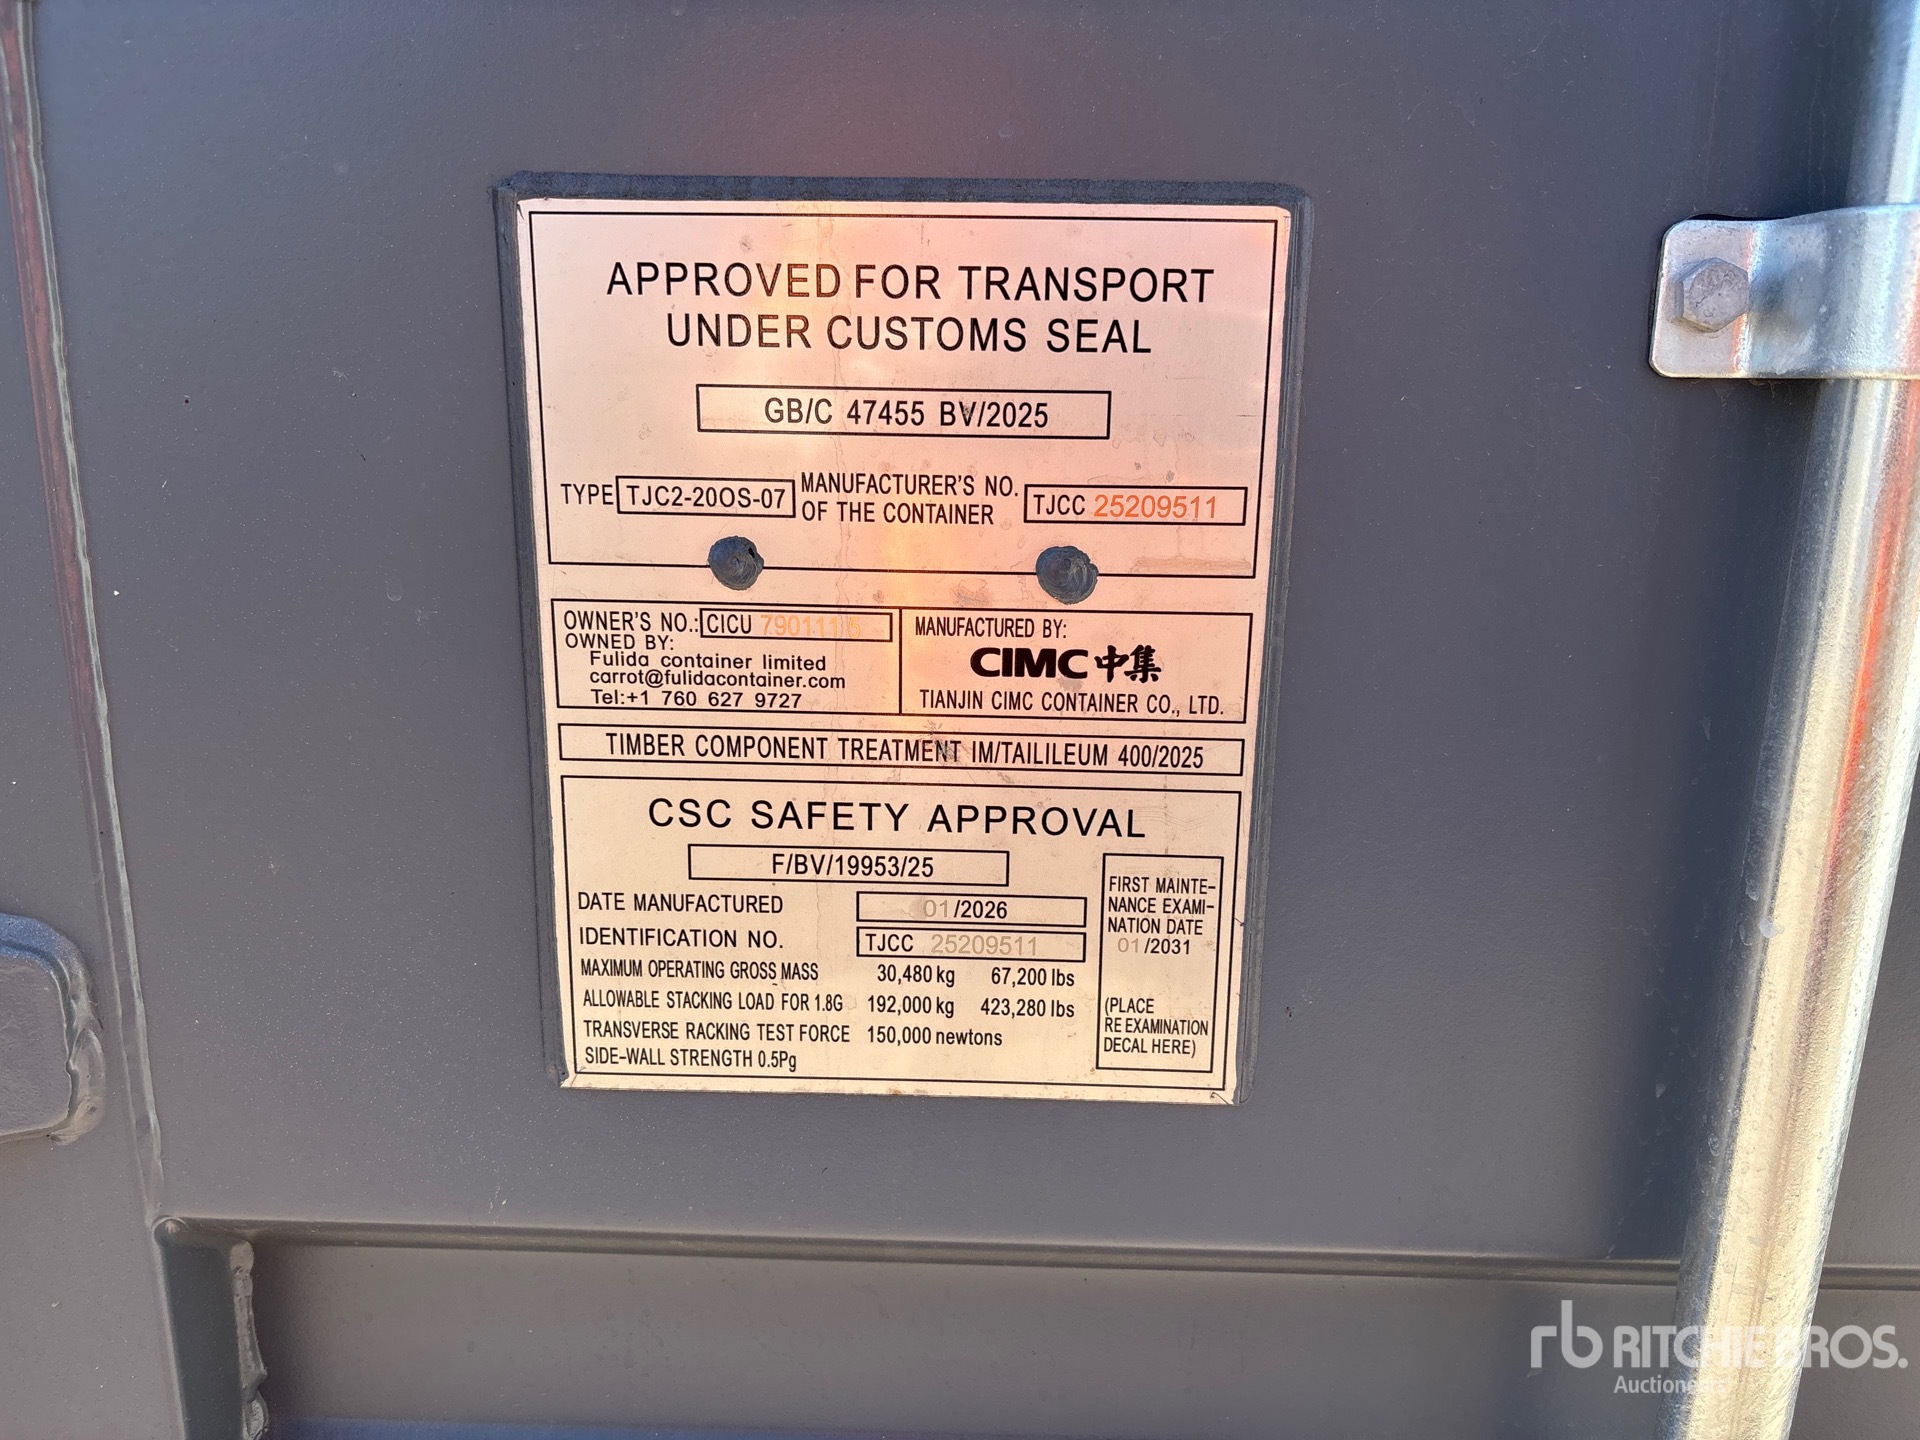 APPROVED FOR TRANSPORT
UNDER CUSTOMS SEAL
GB/C 47455 BV/2025
TYPE TJC2-20OS-07 MANUFACTURER'S NO. OF THE CONTAINER TJCC 25209511
OWNER'S NO.: CICU 790111 5
OWNED BY:
Fulida container limited
carrot@fulidacontainer.com
Tel:+1 760 627 9727
MANUFACTURED BY:
CIMC 中集
TIANJIN CIMC CONTAINER CO., LTD.
TIMBER COMPONENT TREATMENT IM/TAILILEUM 400/2025
CSC SAFETY APPROVAL
F/BV/19953/25
DATE MANUFACTURED 01/2026
IDENTIFICATION NO. TJCC 25209511
MAXIMUM OPERATING GROSS MASS 30,480 kg 67,200 lbs
ALLOWABLE STACKING LOAD FOR 1.8G 192,000 kg 423,280 lbs
TRANSVERSE RACKING TEST FORCE 150,000 newtons
SIDE-WALL STRENGTH 0.5Pg
FIRST MAINTE-
NANCE EXAMI-
NATION DATE
01/2031
(PLACE
RE EXAMINATION
DECAL HERE)
rb RITCHIE BROS.
Auctioneers